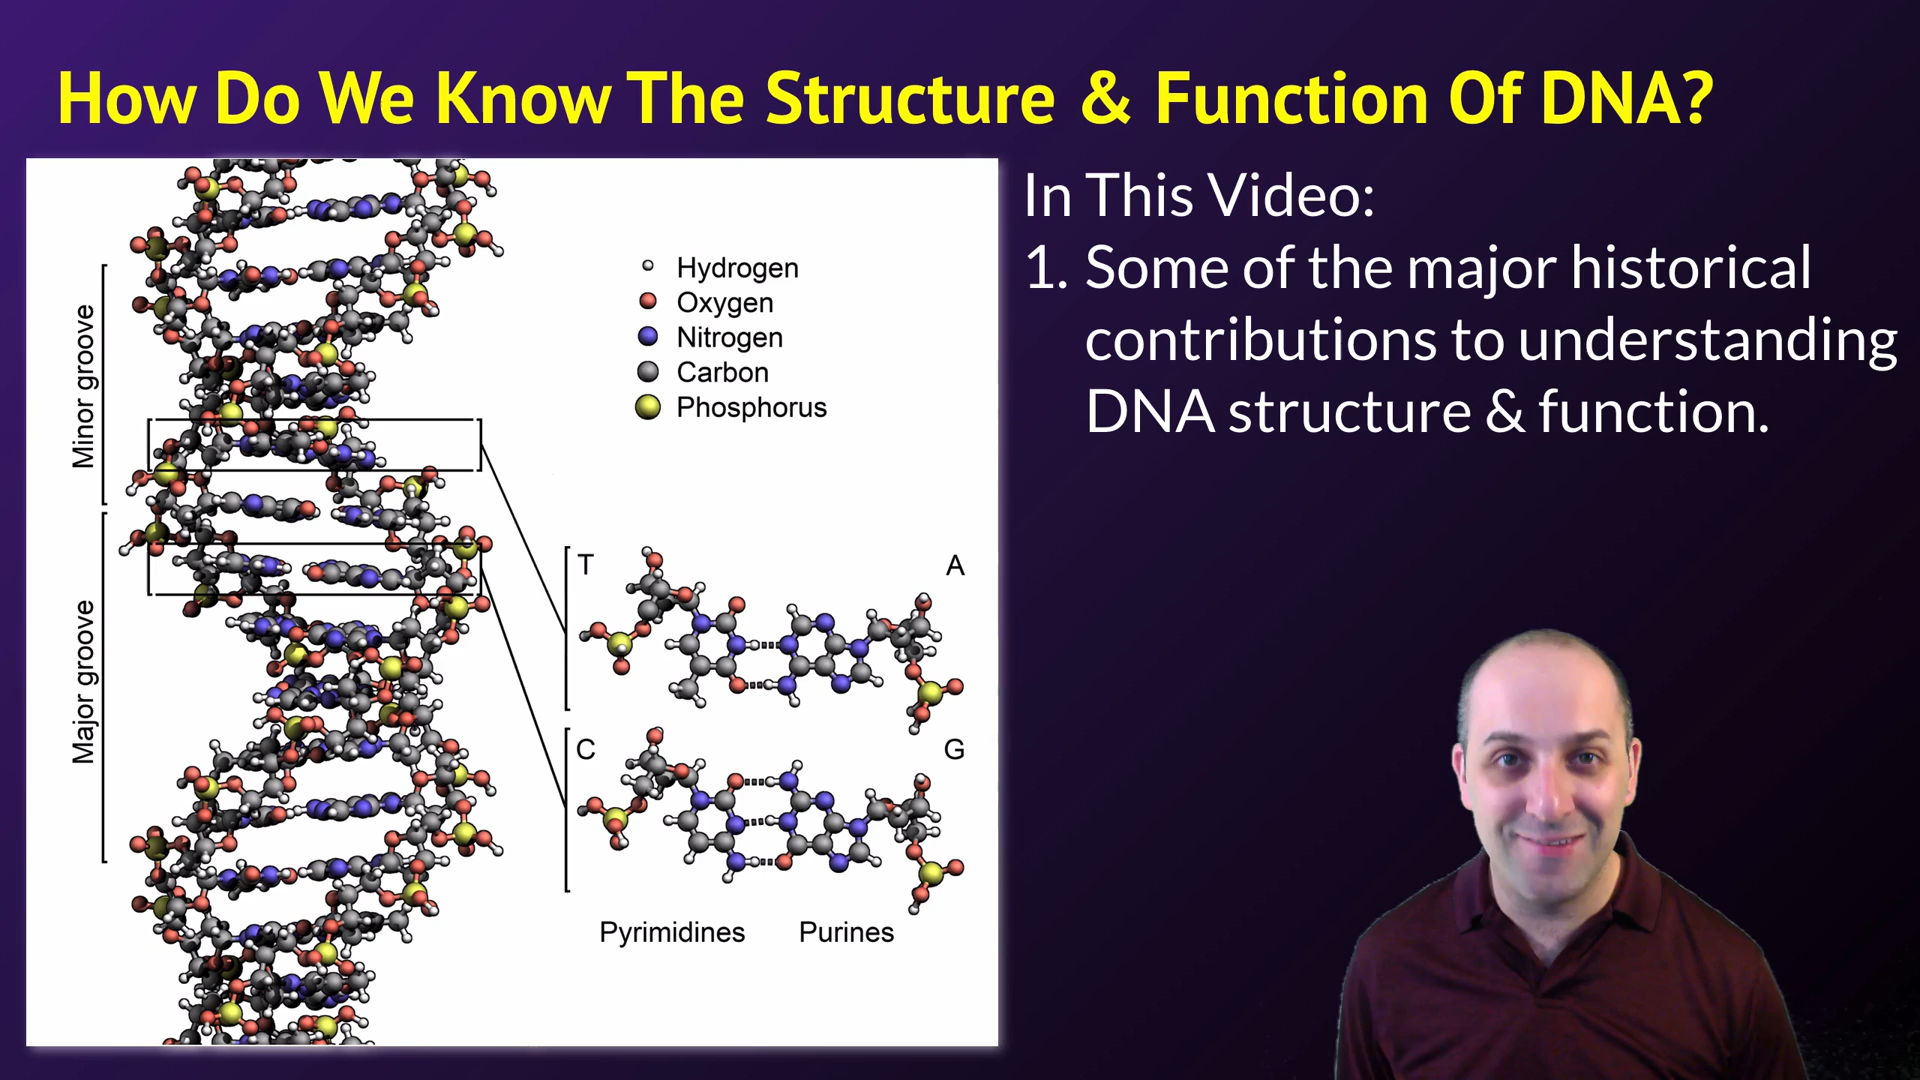 How Do We Know The Structure & Function Of DNA?
In This Video:
1. Some of the major historical
contributions to understanding
DNA structure & function.
Hydrogen
Oxygen
Nitrogen
Carbon
Phosphorus
Minor groove
Major groove
T
A
C
G
Pyrimidines
Purines